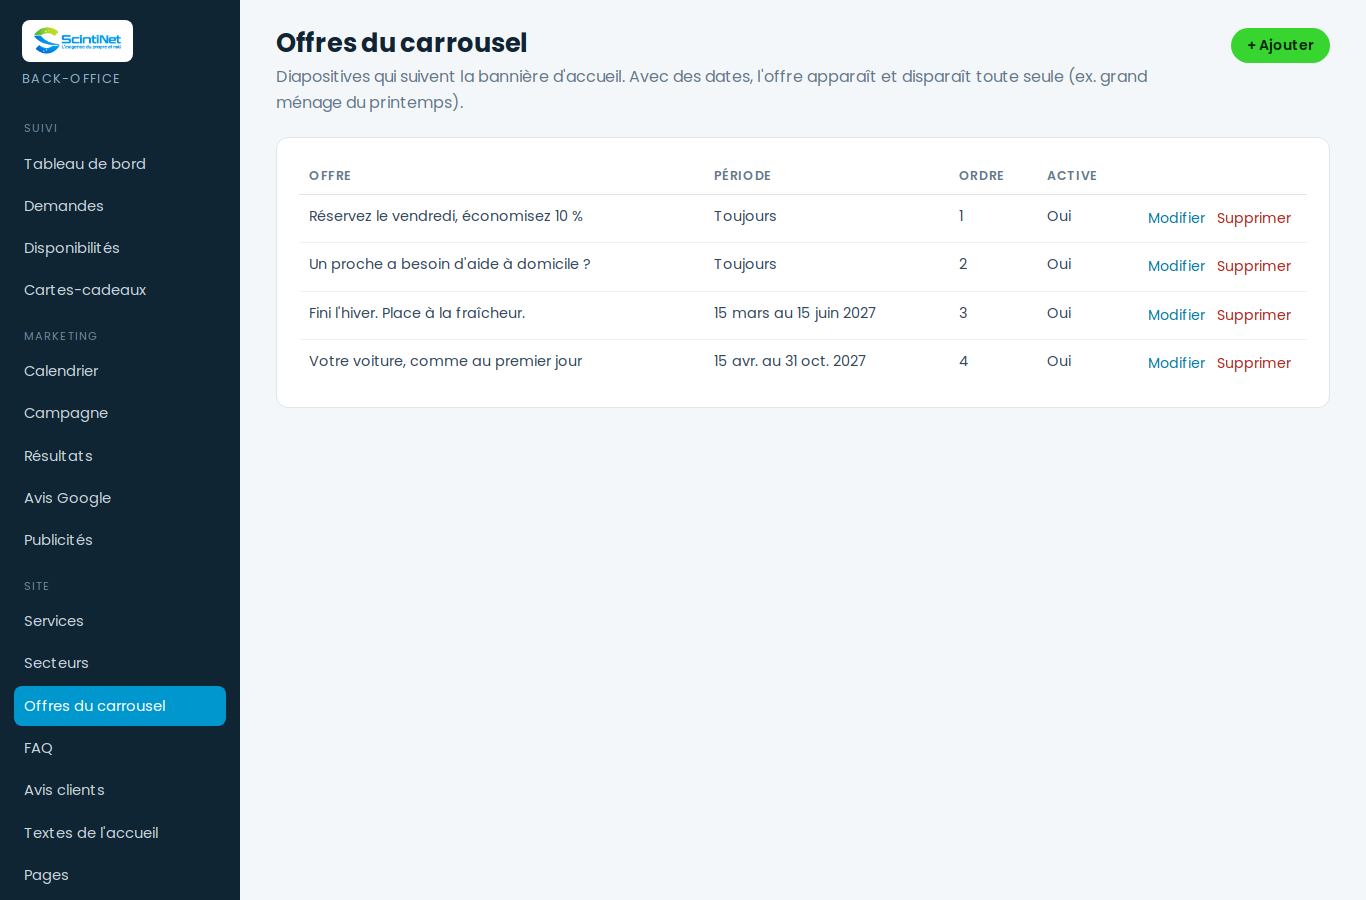 ScintiNet
L'exigence du propre et net
BACK-OFFICE
SUIVI
Tableau de bord
Demandes
Disponibilités
Cartes-cadeaux
MARKETING
Calendrier
Campagne
Résultats
Avis Google
Publicités
SITE
Services
Secteurs
Offres du carrousel
FAQ
Avis clients
Textes de l'accueil
Pages
Offres du carrousel
+ Ajouter
Diapositives qui suivent la bannière d'accueil. Avec des dates, l'offre apparaît et disparaît toute seule (ex. grand
ménage du printemps).
OFFRE PÉRIODE ORDRE ACTIVE
Réservez le vendredi, économisez 10 % Toujours 1 Oui Modifier Supprimer
Un proche a besoin d'aide à domicile ? Toujours 2 Oui Modifier Supprimer
Fini l'hiver. Place à la fraîcheur. 15 mars au 15 juin 2027 3 Oui Modifier Supprimer
Votre voiture, comme au premier jour 15 avr. au 31 oct. 2027 4 Oui Modifier Supprimer